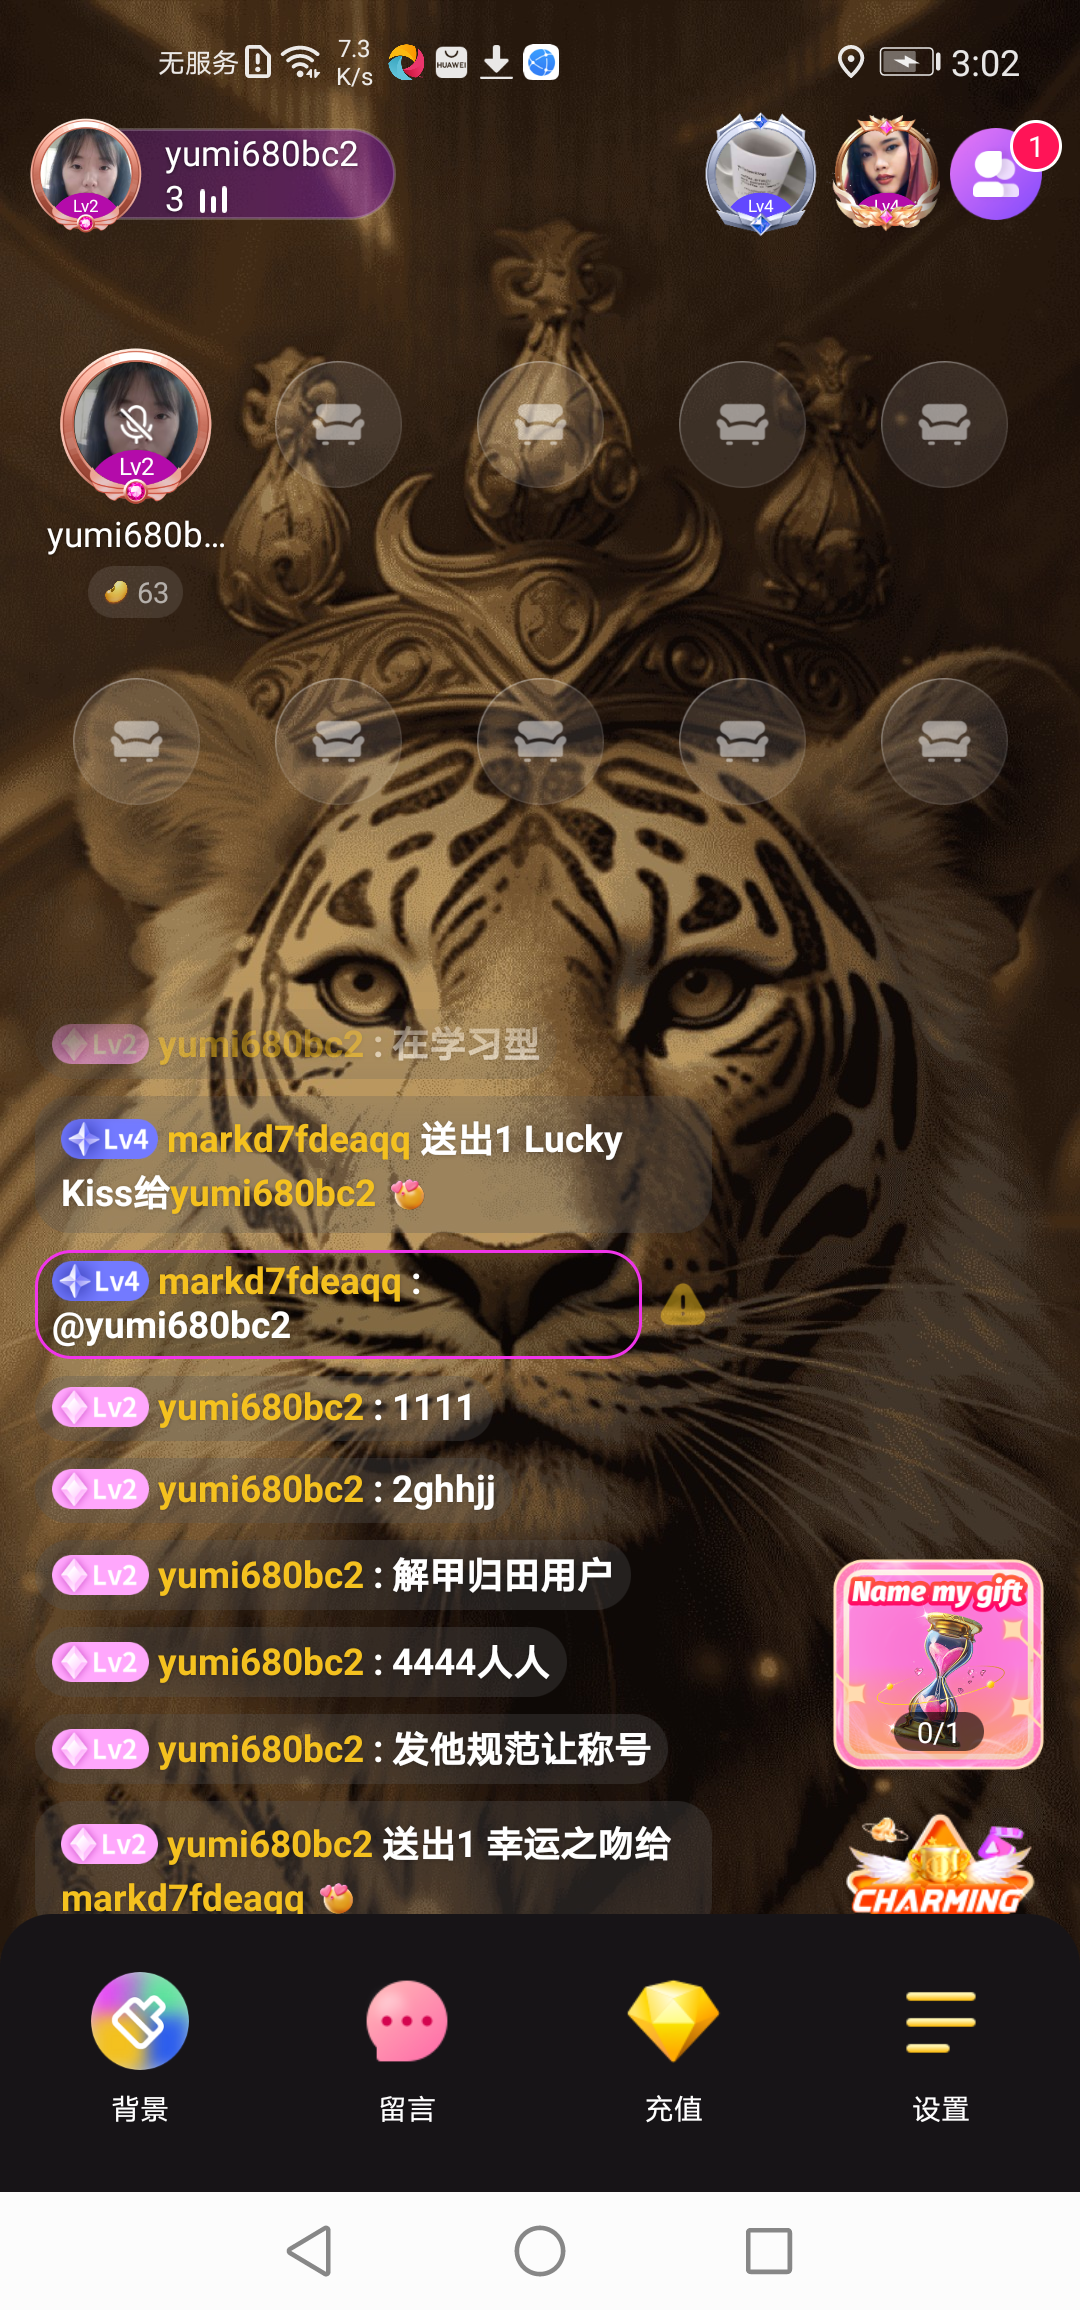 无服务
7.3
K/s
HUAWEI
3:02
yumi680bc2
3
Lv2
Lv4
Lv4
1
Lv2
yumi680b...
63
Lv2 yumi680bc2 : 在学习型
Lv4 markd7fdeaqq 送出1 Lucky
Kiss给yumi680bc2
Lv4 markd7fdeaqq :
@yumi680bc2
Lv2 yumi680bc2 : 1111
Lv2 yumi680bc2 : 2ghhjj
Lv2 yumi680bc2 : 解甲归田用户
Lv2 yumi680bc2 : 4444人人
Lv2 yumi680bc2 : 发他规范让称号
Lv2 yumi680bc2 送出1 幸运之吻给
markd7fdeaqq
Name my gift
0/1
CHARMING
背景
留言
充值
设置